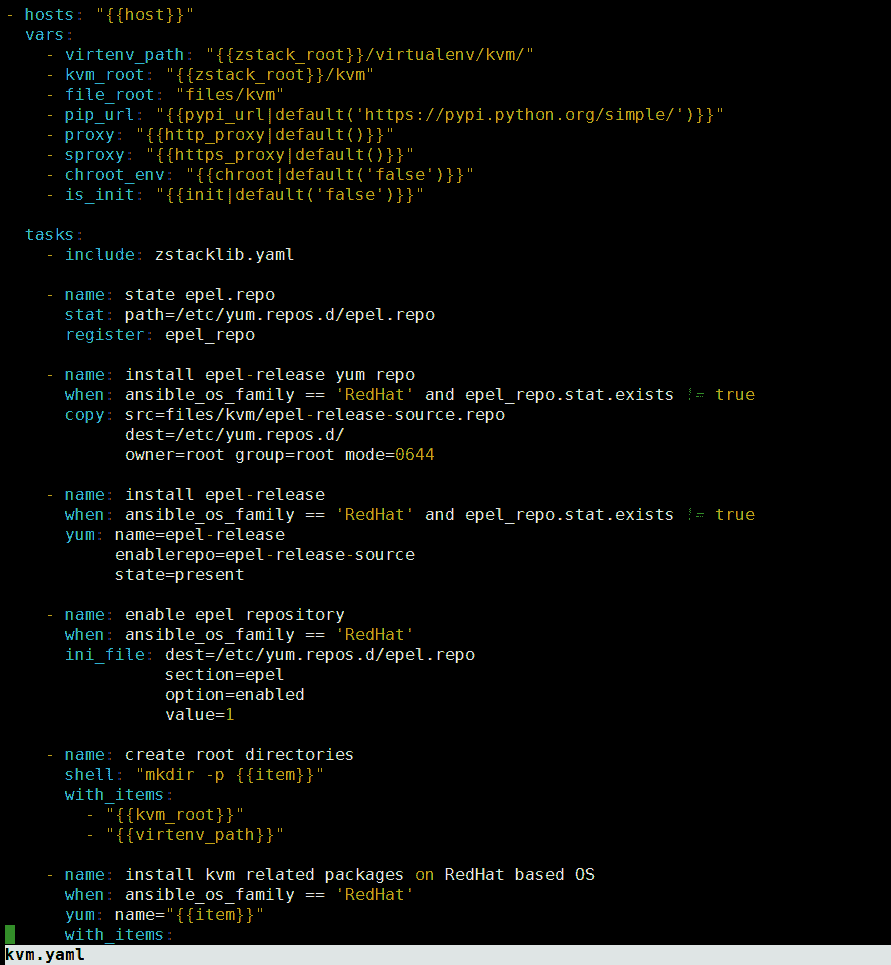 - hosts: "{{host}}"
  vars:
    - virtenv_path: "{{zstack_root}}/virtualenv/kvm/"
    - kvm_root: "{{zstack_root}}/kvm"
    - file_root: "files/kvm"
    - pip_url: "{{pypi_url|default('https://pypi.python.org/simple/')}}"
    - proxy: "{{http_proxy|default()}}"
    - sproxy: "{{https_proxy|default()}}"
    - chroot_env: "{{chroot|default('false')}}"
    - is_init: "{{init|default('false')}}"

  tasks:
    - include: zstacklib.yaml

    - name: state epel.repo
      stat: path=/etc/yum.repos.d/epel.repo
      register: epel_repo

    - name: install epel-release yum repo
      when: ansible_os_family == 'RedHat' and epel_repo.stat.exists != true
      copy: src=files/kvm/epel-release-source.repo
            dest=/etc/yum.repos.d/
            owner=root group=root mode=0644

    - name: install epel-release
      when: ansible_os_family == 'RedHat' and epel_repo.stat.exists != true
      yum: name=epel-release
           enablerepo=epel-release-source
           state=present

    - name: enable epel repository
      when: ansible_os_family == 'RedHat'
      ini_file: dest=/etc/yum.repos.d/epel.repo
                section=epel
                option=enabled
                value=1

    - name: create root directories
      shell: "mkdir -p {{item}}"
      with_items:
        - "{{kvm_root}}"
        - "{{virtenv_path}}"

    - name: install kvm related packages on RedHat based OS
      when: ansible_os_family == 'RedHat'
      yum: name="{{item}}"
      with_items:
kvm.yaml